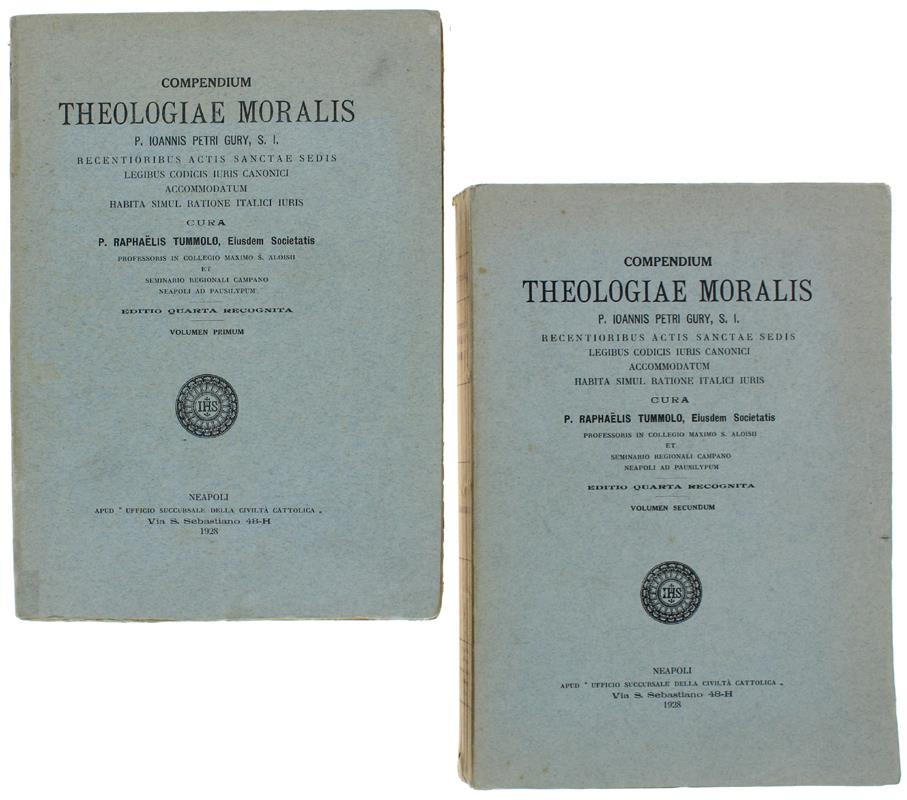 COMPENDIUM
THEOLOGIAE MORALIS
P. IOANNIS PETRI GURY, S. I.
RECENTIORIBUS ACTIS SANCTAE SEDIS
LEGIBUS CODICIS IURIS CANONICI
ACCOMMODATUM
HABITA SIMUL RATIONE ITALICI IURIS
CURA
P. RAPHAËLIS TUMMOLO, Eiusdem Societatis
PROFESSORIS IN COLLEGIO MAXIMO S. ALOISII
ET
SEMINARIO REGIONALI CAMPANO
NEAPOLI AD PAUSILYPUM
EDITIO QUARTA RECOGNITA
VOLUMEN PRIMUM
IHS
NEAPOLI
APUD " UFFICIO SUCCURSALE DELLA CIVILTÀ CATTOLICA „
Via S. Sebastiano 48-H
1928
COMPENDIUM
THEOLOGIAE MORALIS
P. IOANNIS PETRI GURY, S. I.
RECENTIORIBUS ACTIS SANCTAE SEDIS
LEGIBUS CODICIS IURIS CANONICI
ACCOMMODATUM
HABITA SIMUL RATIONE ITALICI IURIS
CURA
P. RAPHAËLIS TUMMOLO, Eiusdem Societatis
PROFESSORIS IN COLLEGIO MAXIMO S. ALOISII
ET
SEMINARIO REGIONALI CAMPANO
NEAPOLI AD PAUSILYPUM
EDITIO QUARTA RECOGNITA
VOLUMEN SECUNDUM
IHS
NEAPOLI
APUD " UFFICIO SUCCURSALE DELLA CIVILTÀ CATTOLICA „
Via S. Sebastiano 48-H
1928